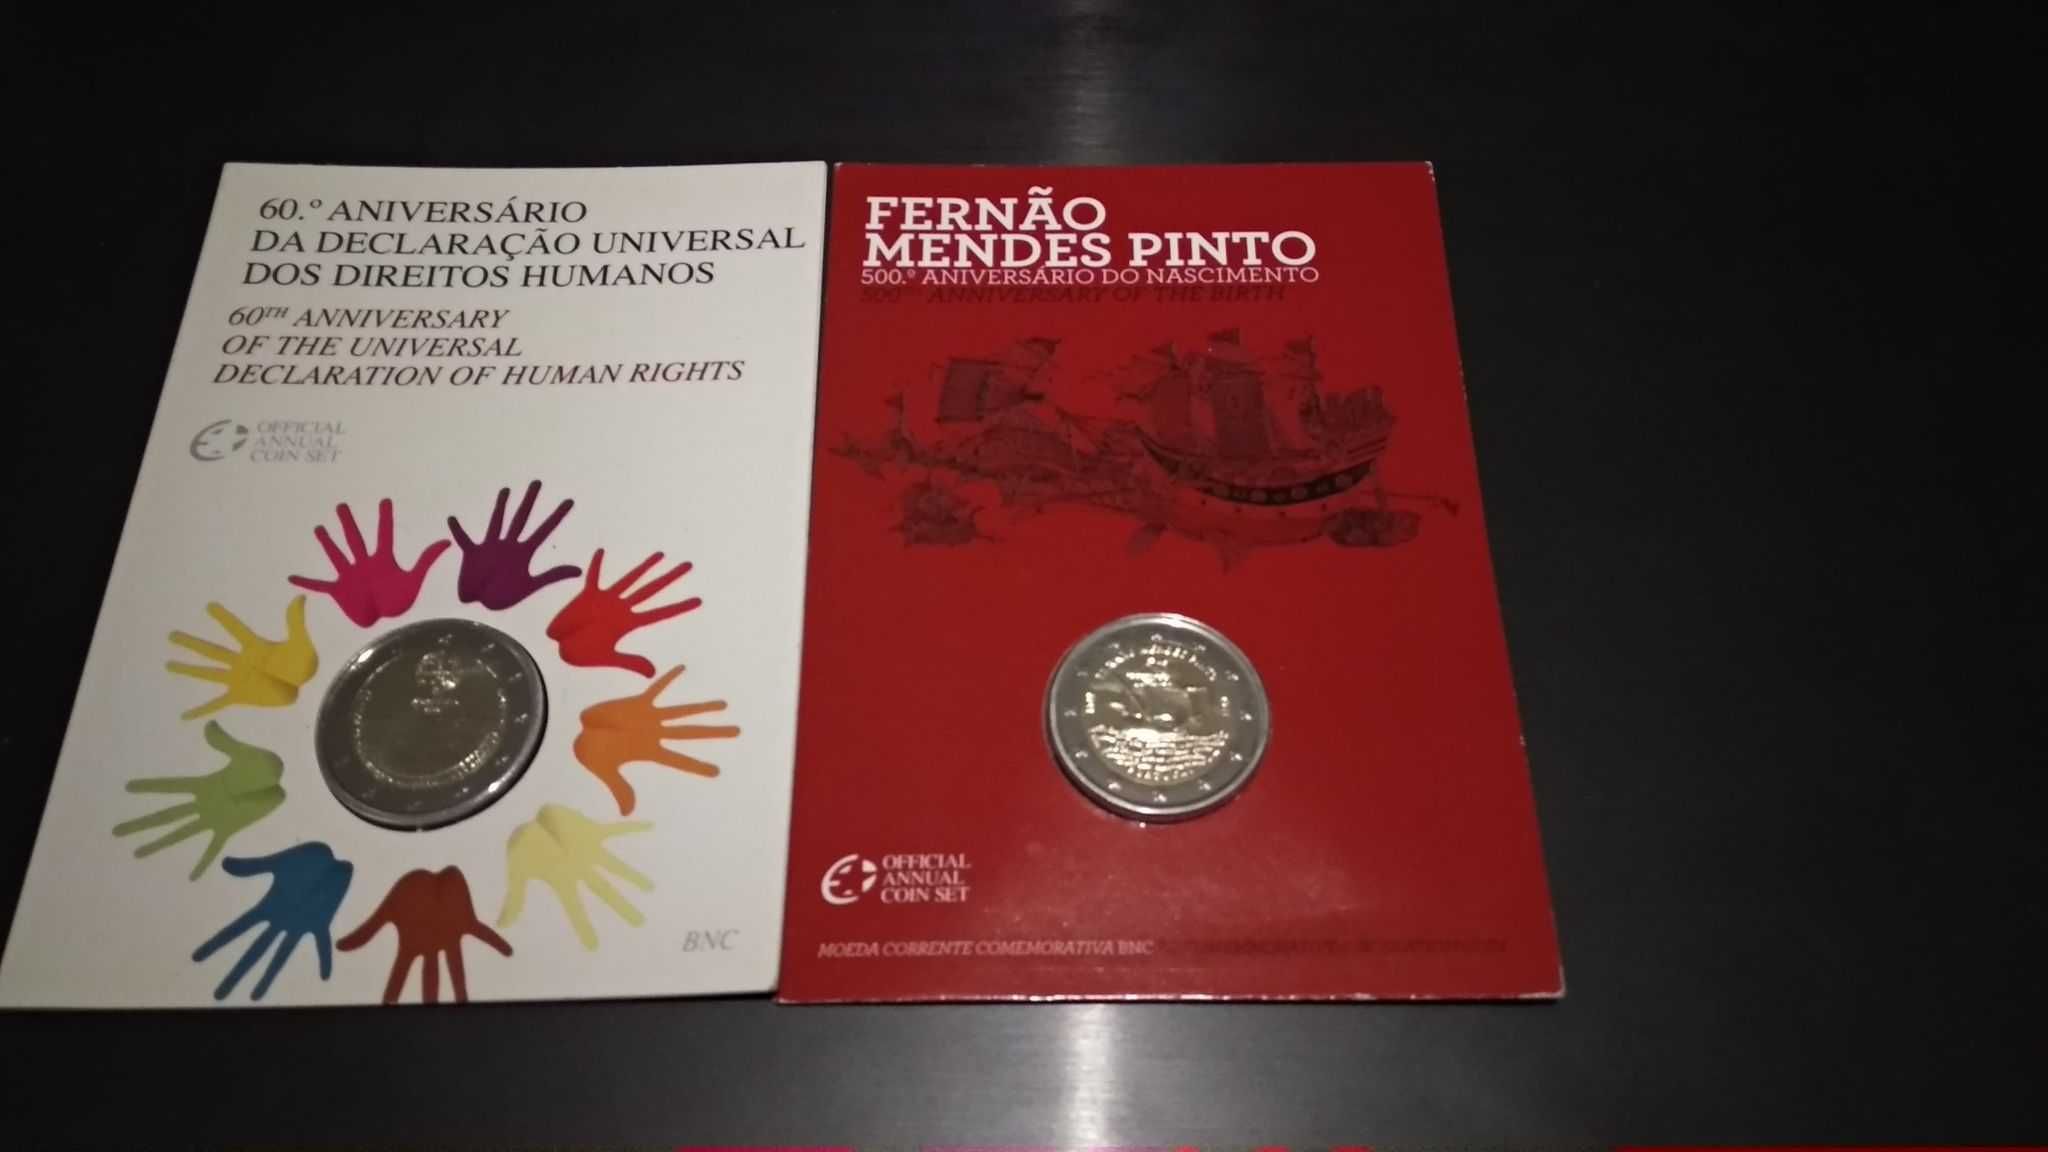 60.º ANIVERSÁRIO
DA DECLARAÇÃO UNIVERSAL
DOS DIREITOS HUMANOS
60TH ANNIVERSARY
OF THE UNIVERSAL
DECLARATION OF HUMAN RIGHTS
OFFICIAL
ANNUAL
COIN SET
BNC
FERNÃO
MENDES PINTO
500.º ANIVERSÁRIO DO NASCIMENTO
500TH ANNIVERSARY OF THE BIRTH
OFFICIAL
ANNUAL
COIN SET
MOEDA CORRENTE COMEMORATIVA BNC